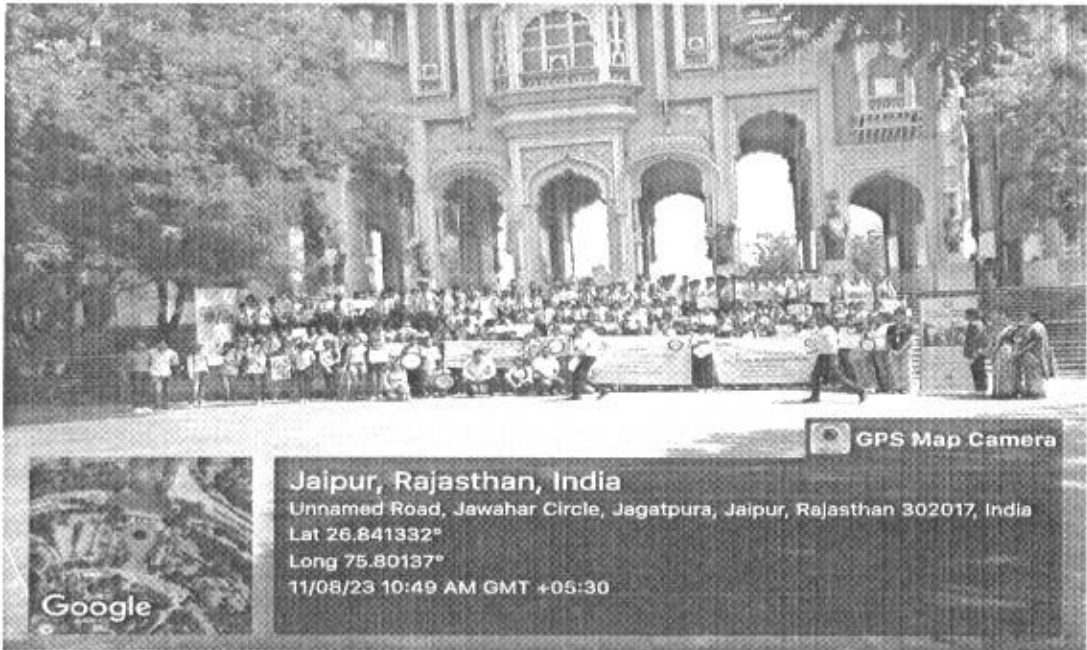 GPS Map Camera
Jaipur, Rajasthan, India
Unnamed Road, Jawahar Circle, Jagatpura, Jaipur, Rajasthan 302017, India
Lat 26.841332°
Long 75.80137°
11/08/23 10:49 AM GMT +05:30
Google